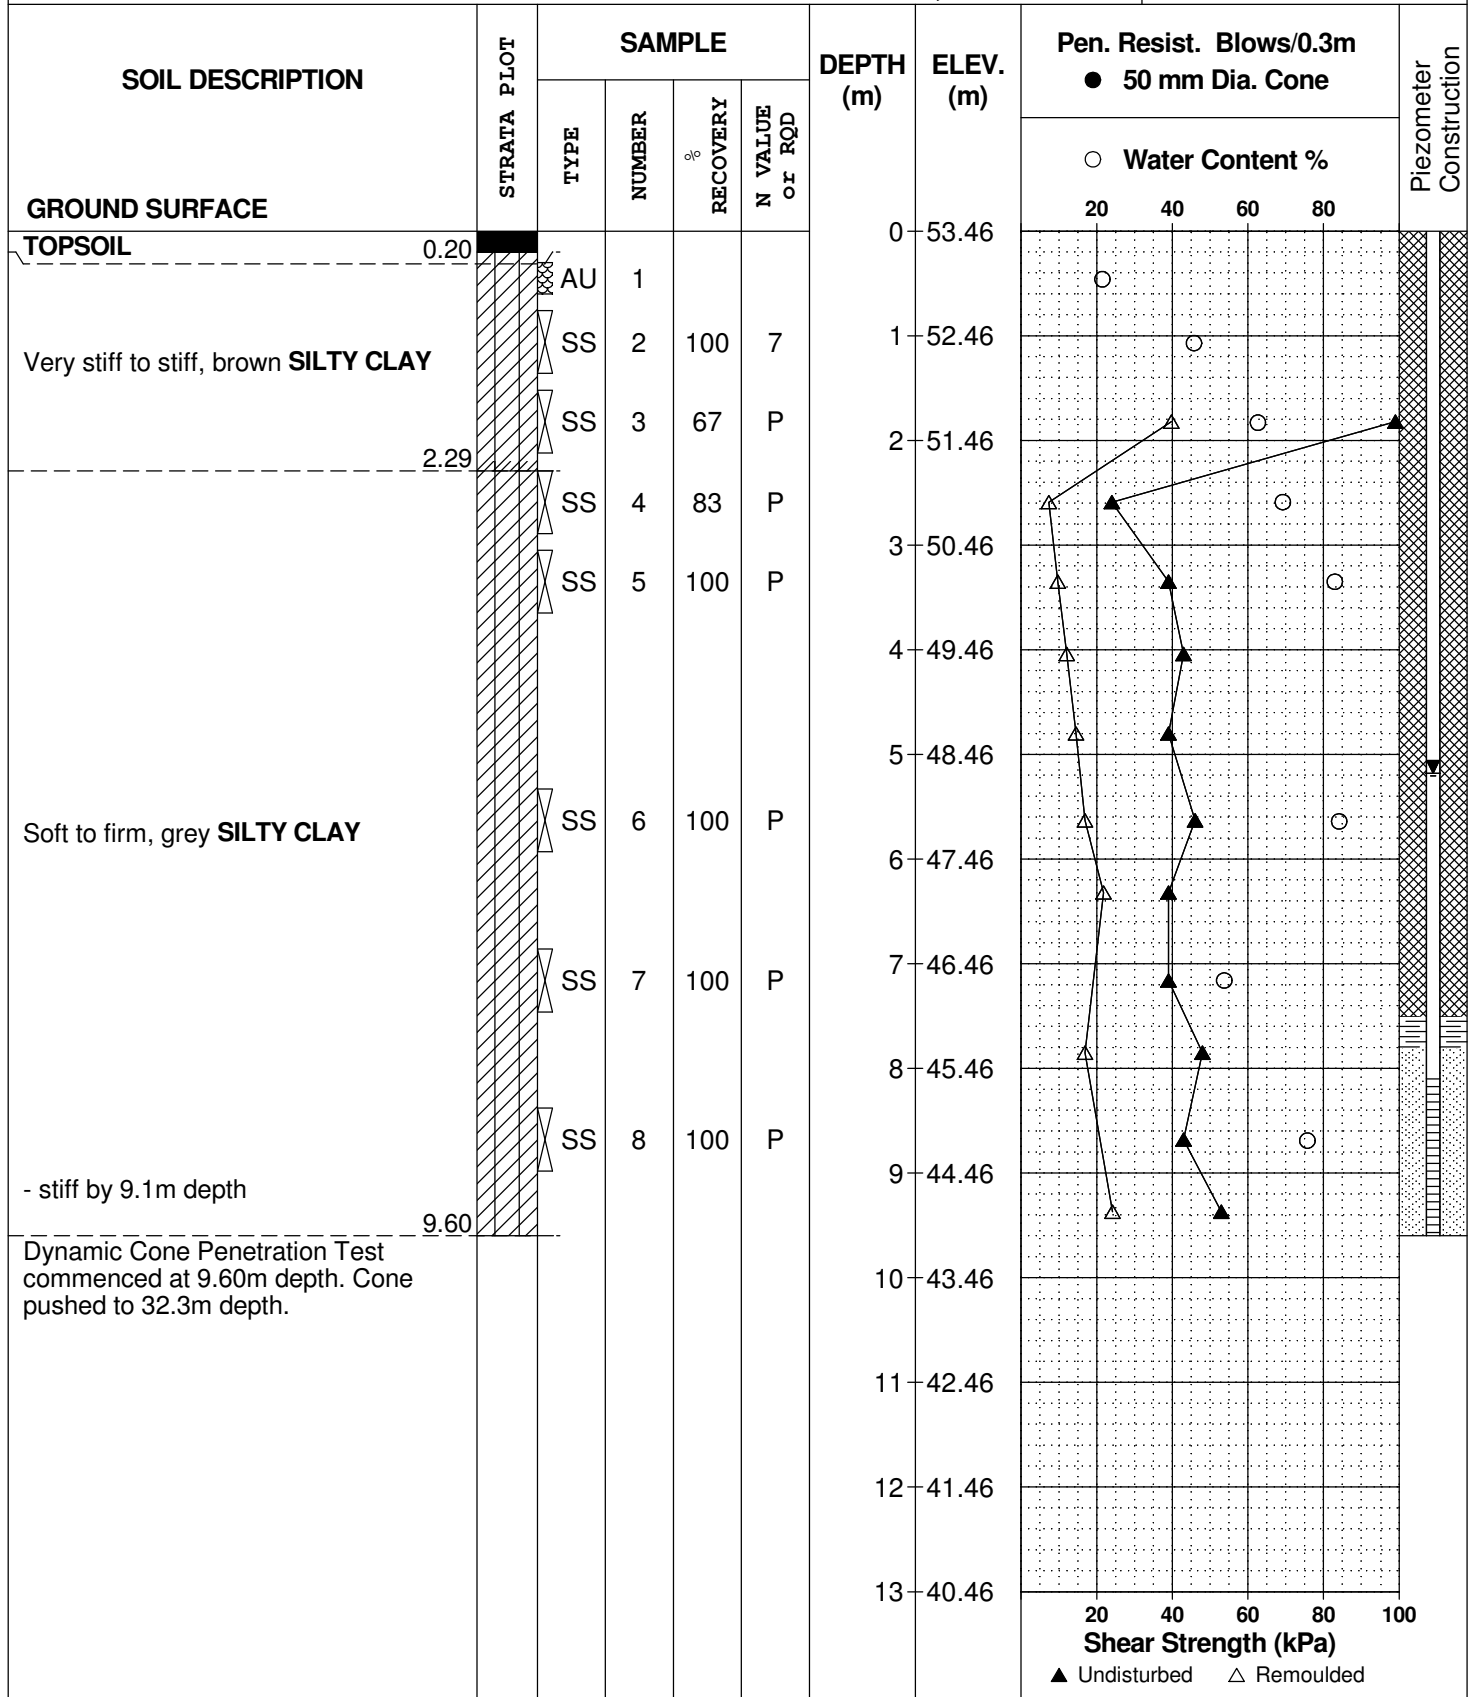 SOIL DESCRIPTION
GROUND SURFACE
STRATA PLOT
SAMPLE
TYPE
NUMBER
% RECOVERY
N VALUE or RQD
DEPTH (m)
ELEV. (m)
Pen. Resist. Blows/0.3m
● 50 mm Dia. Cone
○ Water Content %
20 40 60 80
Piezometer Construction
TOPSOIL 0.20
Very stiff to stiff, brown SILTY CLAY
2.29
Soft to firm, grey SILTY CLAY
- stiff by 9.1m depth
9.60
Dynamic Cone Penetration Test
commenced at 9.60m depth. Cone
pushed to 32.3m depth.
AU 1
SS 2 100 7
SS 3 67 P
SS 4 83 P
SS 5 100 P
SS 6 100 P
SS 7 100 P
SS 8 100 P
0 53.46
1 52.46
2 51.46
3 50.46
4 49.46
5 48.46
6 47.46
7 46.46
8 45.46
9 44.46
10 43.46
11 42.46
12 41.46
13 40.46
20 40 60 80 100
Shear Strength (kPa)
▲ Undisturbed △ Remoulded